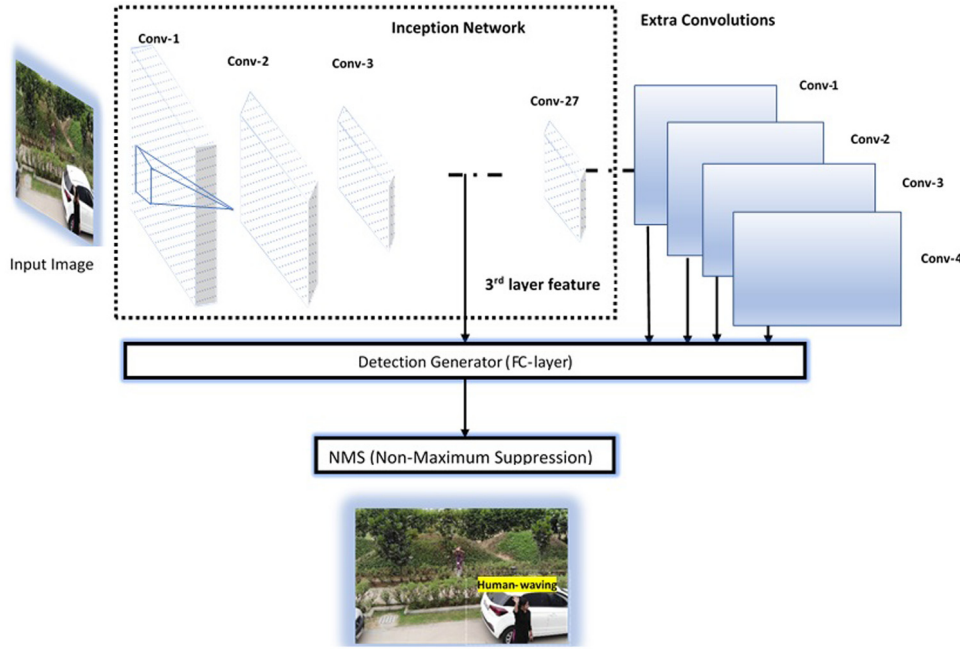 Inception Network
Extra Convolutions
Conv-1
Conv-2
Conv-3
Conv-27
Conv-1
Conv-2
Conv-3
Conv-4
Input Image
3rd layer feature
Detection Generator (FC-layer)
NMS (Non-Maximum Suppression)
Human-waving